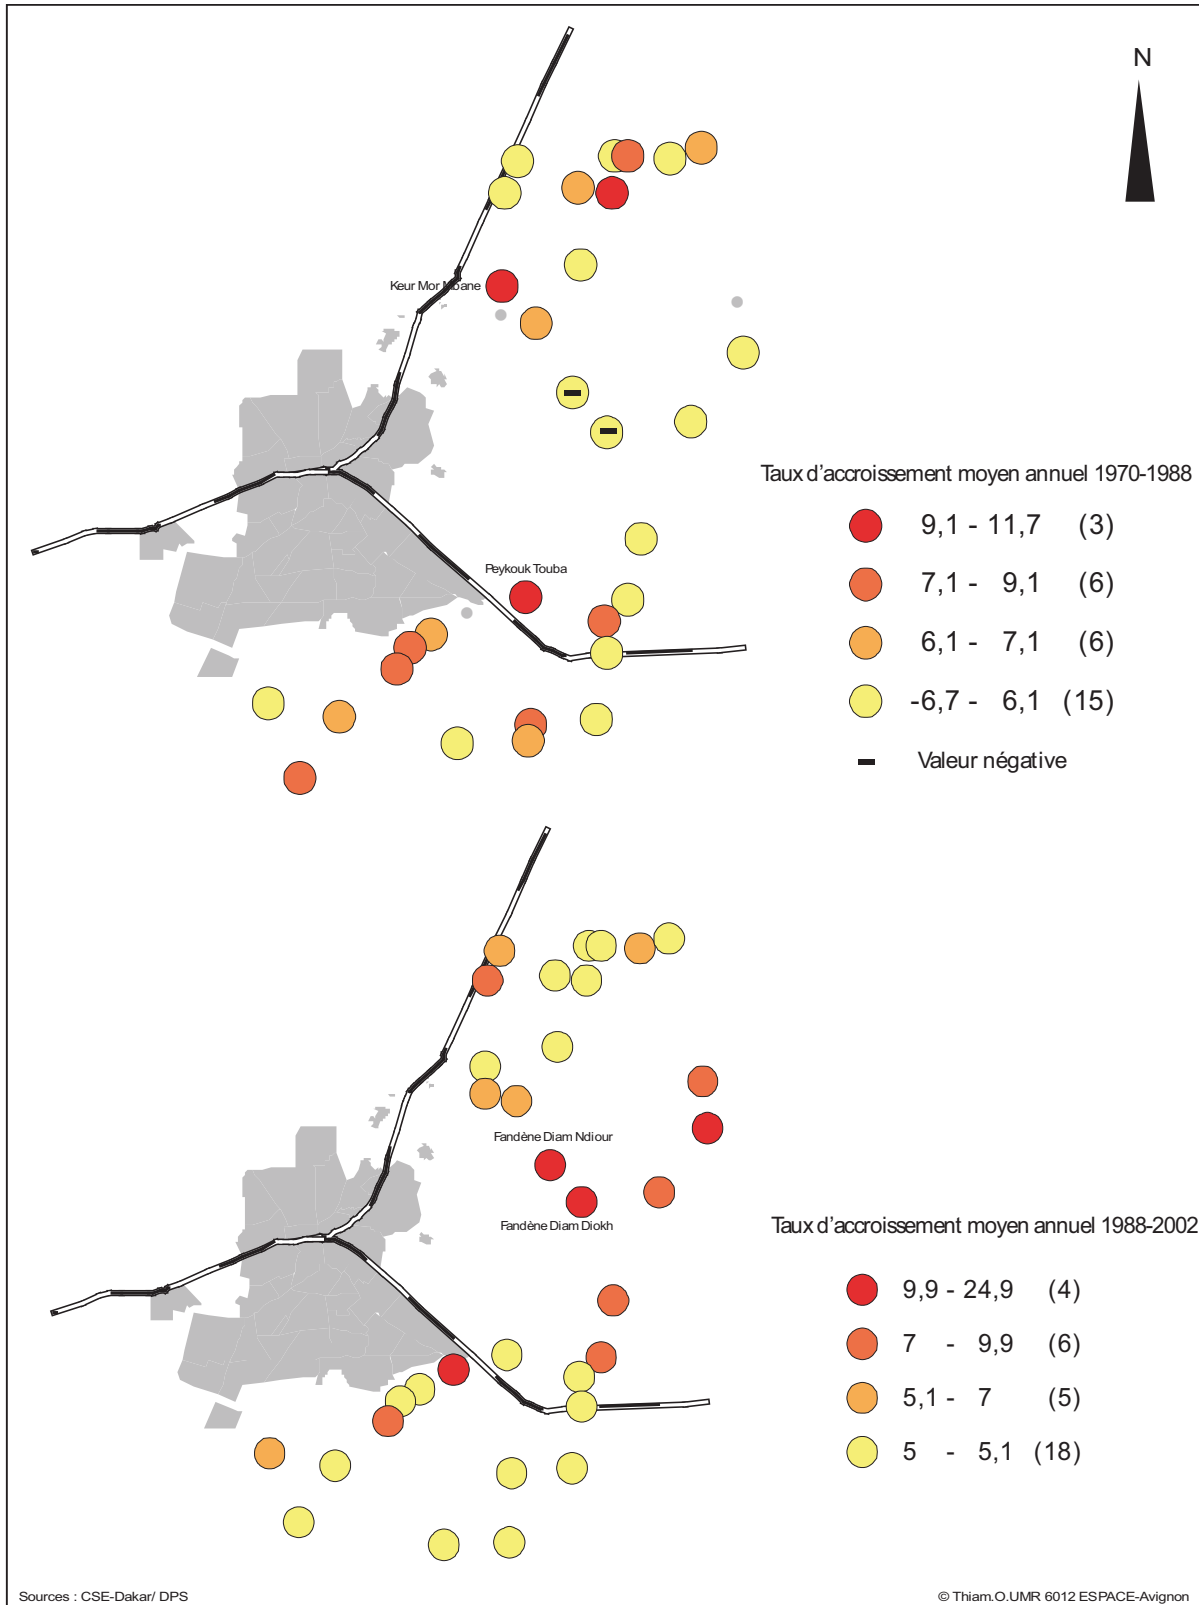 N
Keur Mor Mbane
Peykouk Touba
Taux d'accroissement moyen annuel 1970-1988
9,1 - 11,7 (3)
7,1 - 9,1 (6)
6,1 - 7,1 (6)
-6,7 - 6,1 (15)
Valeur négative
Fandène Diam Ndiour
Fandène Diam Diokh
Taux d'accroissement moyen annuel 1988-2002
9,9 - 24,9 (4)
7 - 9,9 (6)
5,1 - 7 (5)
5 - 5,1 (18)
Sources : CSE-Dakar/ DPS
© Thiam.O.UMR 6012 ESPACE-Avignon